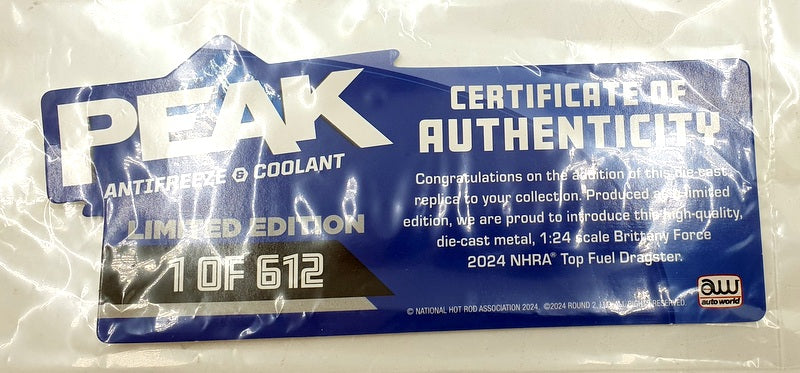 PEAK
ANTIFREEZE & COOLANT
LIMITED EDITION
1 OF 612
CERTIFICATE OF
AUTHENTICITY
Congratulations on the addition of this die-cast
replica to your collection. Produced as a limited
edition, we are proud to introduce this high-quality,
die-cast metal, 1:24 scale Brittany Force
2024 NHRA® Top Fuel Dragster.
© NATIONAL HOT ROD ASSOCIATION 2024. ©2024 ROUND 2, LLC. ALL RIGHTS RESERVED.
aw
auto world